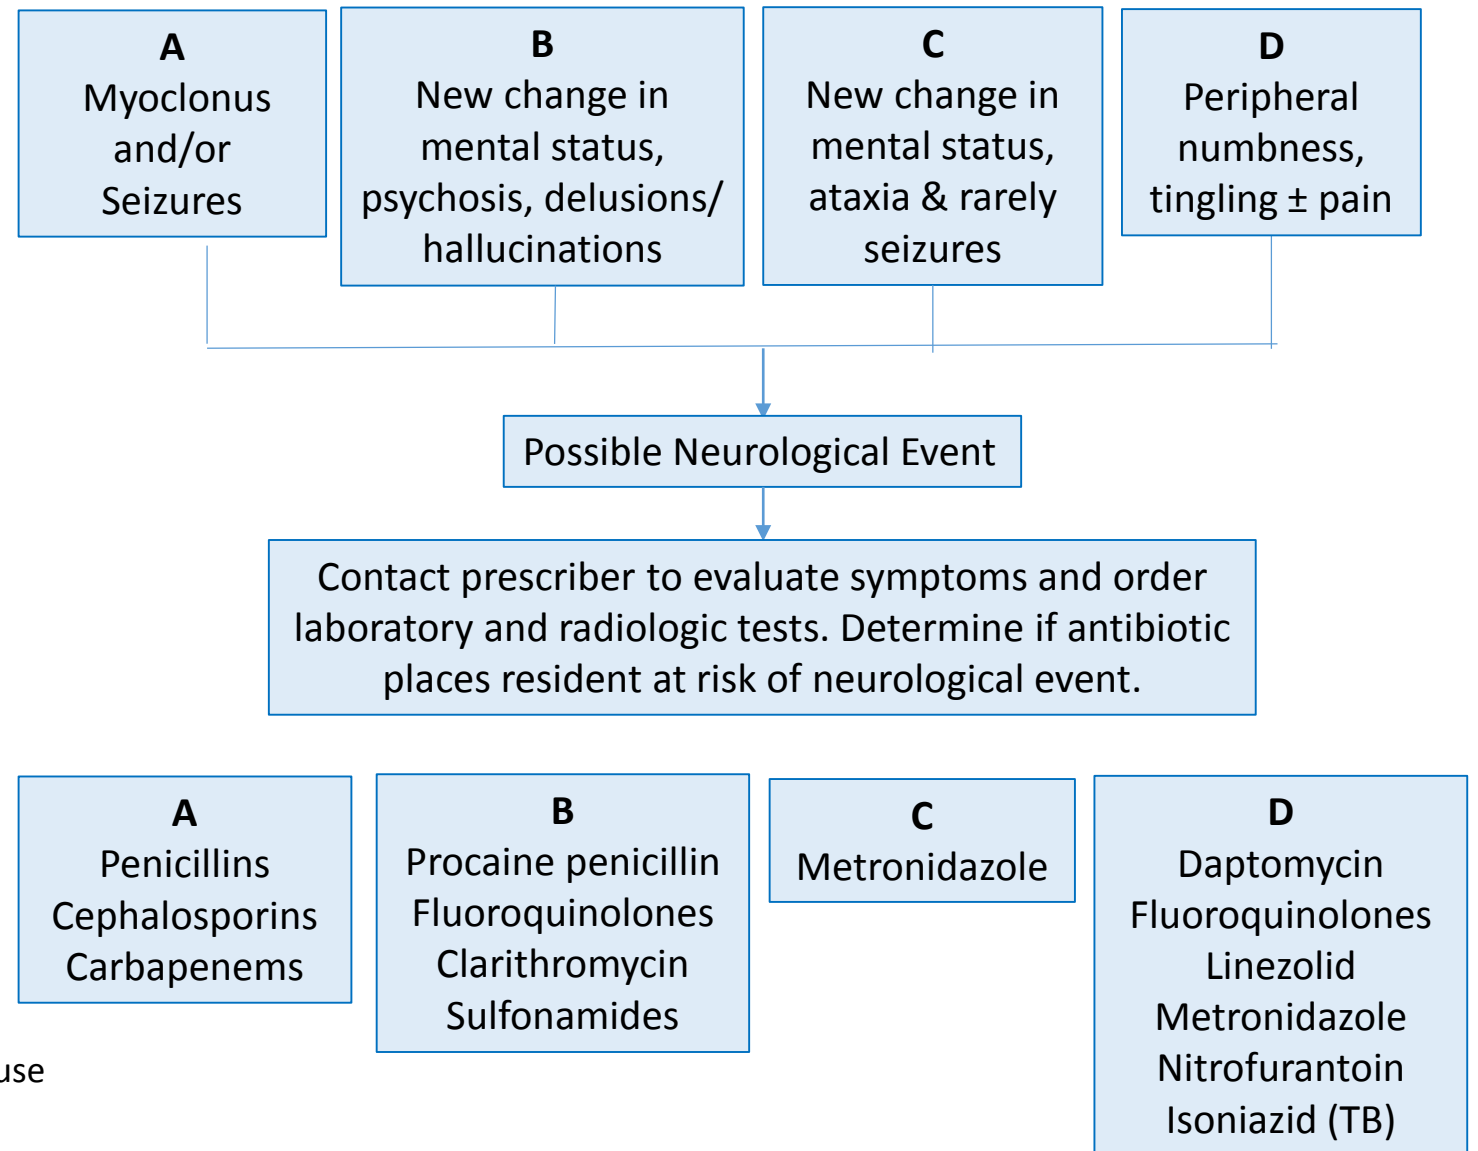 A
Myoclonus
and/or
Seizures
B
New change in
mental status,
psychosis, delusions/
hallucinations
C
New change in
mental status,
ataxia & rarely
seizures
D
Peripheral
numbness,
tingling ± pain
Possible Neurological Event
Contact prescriber to evaluate symptoms and order
laboratory and radiologic tests. Determine if antibiotic
places resident at risk of neurological event.
A
Penicillins
Cephalosporins
Carbapenems
B
Procaine penicillin
Fluoroquinolones
Clarithromycin
Sulfonamides
C
Metronidazole
D
Daptomycin
Fluoroquinolones
Linezolid
Metronidazole
Nitrofurantoin
Isoniazid (TB)
use